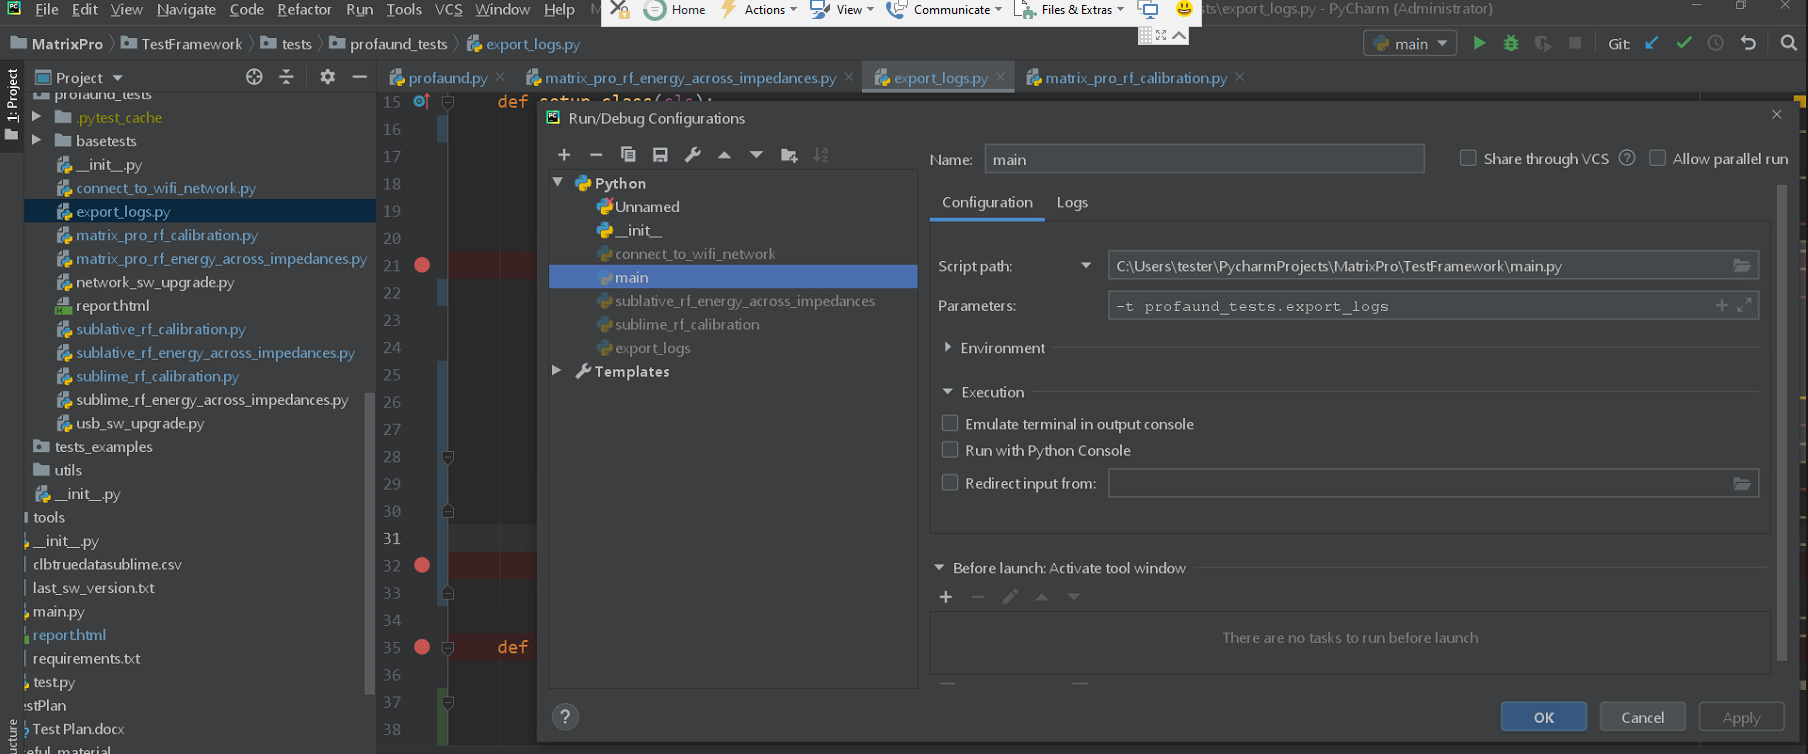 File Edit View Navigate Code Refactor Run Tools VCS Window Help
Home Actions View Communicate Files & Extras
sts\export_logs.py - PyCharm (Administrator)
MatrixPro TestFramework tests profaund_tests export_logs.py
main Git:
1: Project
Project
profaund.py matrix_pro_rf_energy_across_impedances.py export_logs.py matrix_pro_rf_calibration.py
profaund_tests
.pytest_cache
basetests
__init__.py
connect_to_wifi_network.py
export_logs.py
matrix_pro_rf_calibration.py
matrix_pro_rf_energy_across_impedances.py
network_sw_upgrade.py
report.html
sublative_rf_calibration.py
sublative_rf_energy_across_impedances.py
sublime_rf_calibration.py
sublime_rf_energy_across_impedances.py
usb_sw_upgrade.py
tests_examples
utils
__init__.py
tools
__init__.py
clbtruedatasublime.csv
last_sw_version.txt
main.py
report.html
requirements.txt
test.py
estPlan
Test Plan.docx
eful_material
ucture
15 def setup_class(cls):
16
17
18
19
20
21
22
23
24
25
26
27
28
29
30
31
32
33
34
35 def
36
37
38
Run/Debug Configurations
Python
Unnamed
__init__
connect_to_wifi_network
main
sublative_rf_energy_across_impedances
sublime_rf_calibration
export_logs
Templates
Name: main Share through VCS ? Allow parallel run
Configuration Logs
Script path: C:\Users\tester\PycharmProjects\MatrixPro\TestFramework\main.py
Parameters: -t profaund_tests.export_logs
Environment
Execution
Emulate terminal in output console
Run with Python Console
Redirect input from:
Before launch: Activate tool window
There are no tasks to run before launch
?
OK Cancel Apply